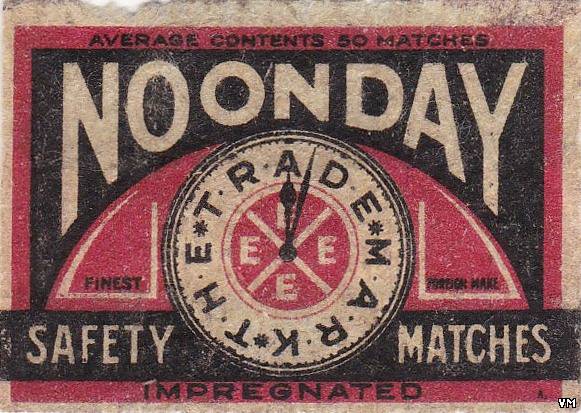 AVERAGE CONTENTS 50 MATCHES
NOONDAY
THE*TRADE*MARK*
E
E E
E
FINEST
FOREIGN MAKE
SAFETY MATCHES
IMPREGNATED
A.
VM